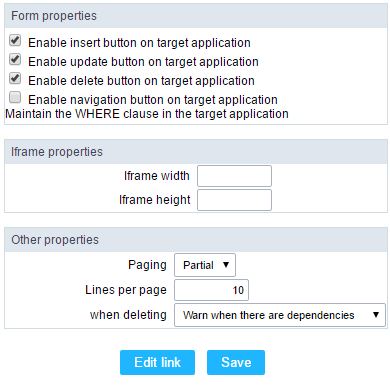 Form properties
Enable insert button on target application
Enable update button on target application
Enable delete button on target application
Enable navigation button on target application
Maintain the WHERE clause in the target application
Iframe properties
Iframe width
Iframe height
Other properties
Paging Partial
Lines per page 10
when deleting Warn when there are dependencies
Edit link Save